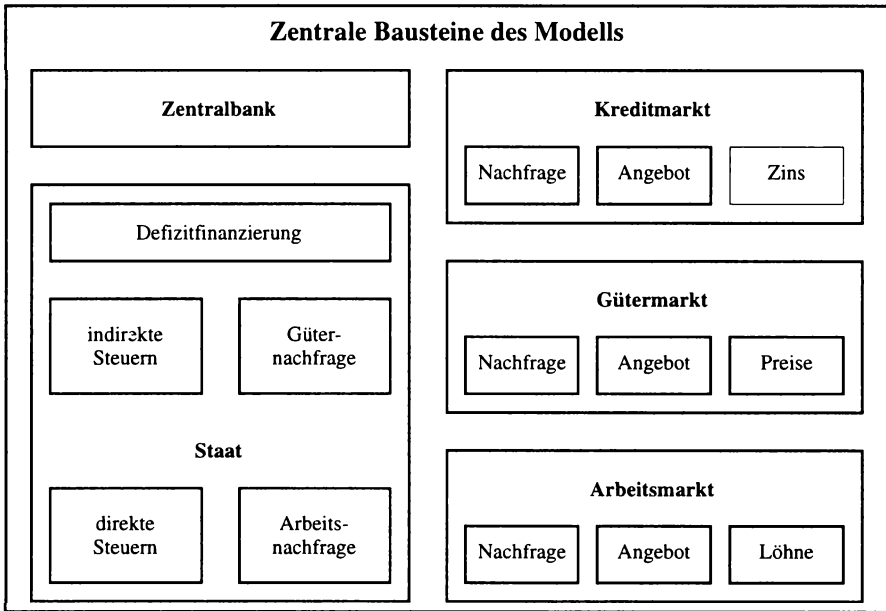 Zentrale Bausteine des Modells
Zentralbank
Defizitfinanzierung
indirekte
Steuern
Güter-
nachfrage
Staat
direkte
Steuern
Arbeits-
nachfrage
Kreditmarkt
Nachfrage
Angebot
Zins
Gütermarkt
Nachfrage
Angebot
Preise
Arbeitsmarkt
Nachfrage
Angebot
Löhne